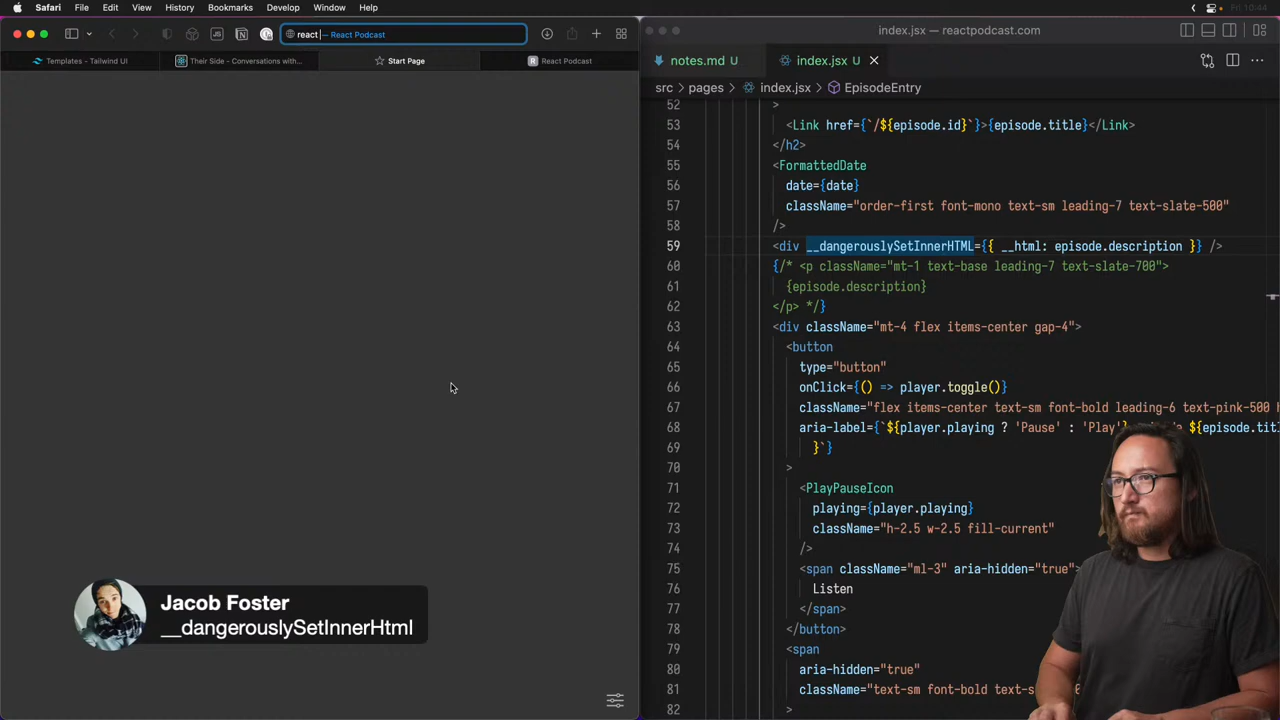 Safari File Edit View History Bookmarks Develop Window Help
Fri 10:44
react — React Podcast
Templates - Tailwind UI
Their Side - Conversations with...
Start Page
React Podcast
Jacob Foster
__dangerouslySetInnerHtml
index.jsx — reactpodcast.com
notes.md U
index.jsx U
src > pages > index.jsx > EpisodeEntry
52 >
53 <Link href={`/${episode.id}`}>{episode.title}</Link>
54 </h2>
55 <FormattedDate
56 date={date}
57 className="order-first font-mono text-sm leading-7 text-slate-500"
58 />
59 <div __dangerouslySetInnerHTML={{ __html: episode.description }} />
60 {/* <p className="mt-1 text-base leading-7 text-slate-700">
61 {episode.description}
62 </p> */}
63 <div className="mt-4 flex items-center gap-4">
64 <button
65 type="button"
66 onClick={() => player.toggle()}
67 className="flex items-center text-sm font-bold leading-6 text-pink-500 h
68 aria-label={`${player.playing ? 'Pause' : 'Play'} ${episode.titl
69 }`}
70 >
71 <PlayPauseIcon
72 playing={player.playing}
73 className="h-2.5 w-2.5 fill-current"
74 />
75 <span className="ml-3" aria-hidden="true">
76 Listen
77 </span>
78 </button>
79 <span
80 aria-hidden="true"
81 className="text-sm font-bold text-s
82 >